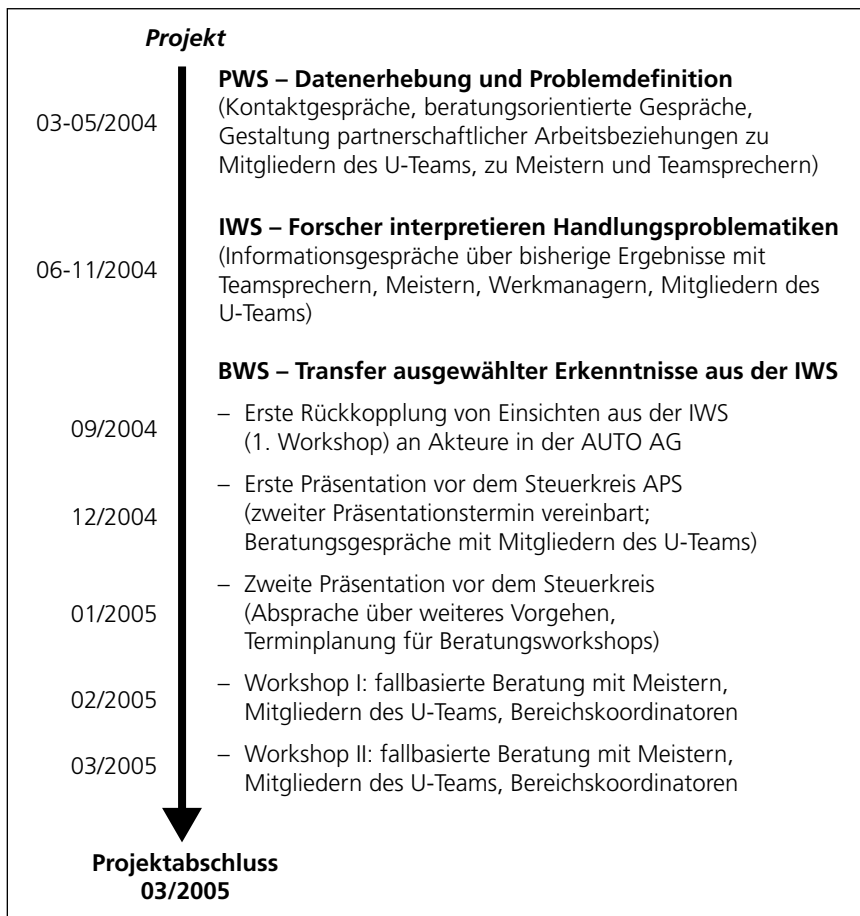 Projekt
PWS – Datenerhebung und Problemdefinition
03-05/2004
(Kontaktgespräche, beratungsorientierte Gespräche,
Gestaltung partnerschaftlicher Arbeitsbeziehungen zu
Mitgliedern des U-Teams, zu Meistern und Teamsprechern)
IWS – Forscher interpretieren Handlungsproblematiken
06-11/2004
(Informationsgespräche über bisherige Ergebnisse mit
Teamsprechern, Meistern, Werkmanagern, Mitgliedern des
U-Teams)
BWS – Transfer ausgewählter Erkenntnisse aus der IWS
09/2004
– Erste Rückkopplung von Einsichten aus der IWS
(1. Workshop) an Akteure in der AUTO AG
12/2004
– Erste Präsentation vor dem Steuerkreis APS
(zweiter Präsentationstermin vereinbart;
Beratungsgespräche mit Mitgliedern des U-Teams)
01/2005
– Zweite Präsentation vor dem Steuerkreis
(Absprache über weiteres Vorgehen,
Terminplanung für Beratungsworkshops)
02/2005
– Workshop I: fallbasierte Beratung mit Meistern,
Mitgliedern des U-Teams, Bereichskoordinatoren
03/2005
– Workshop II: fallbasierte Beratung mit Meistern,
Mitgliedern des U-Teams, Bereichskoordinatoren
Projektabschluss
03/2005